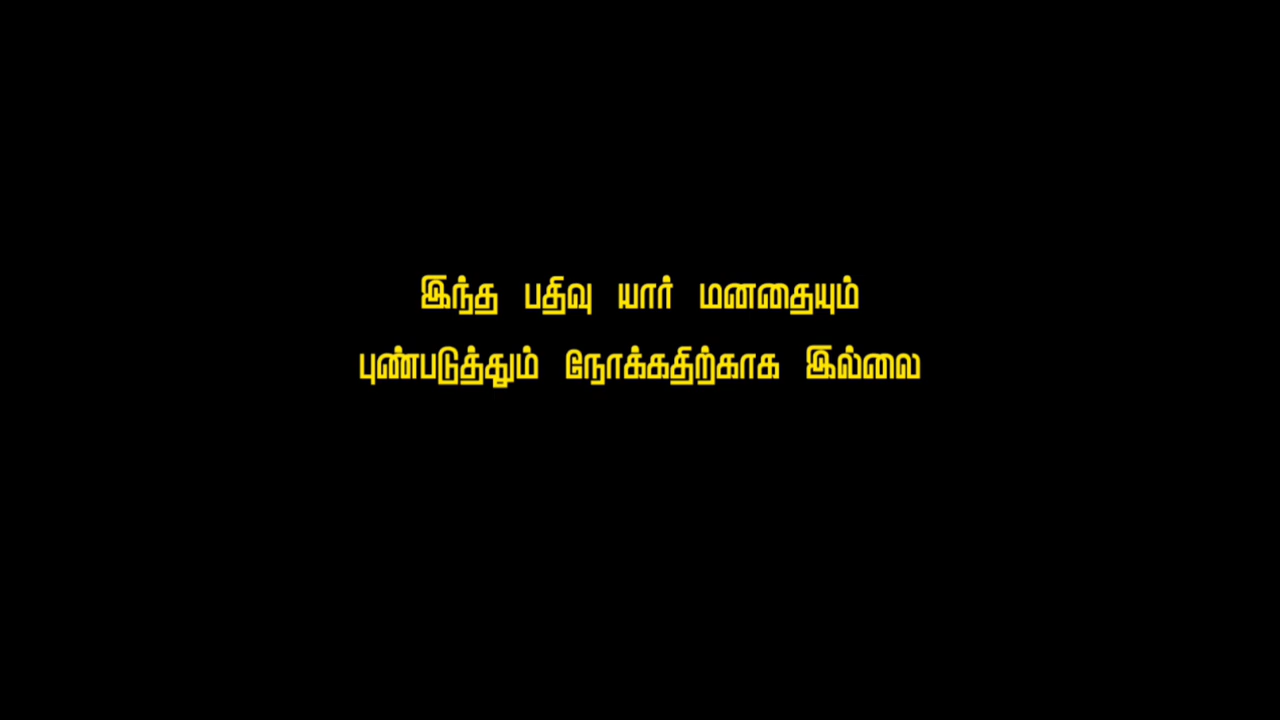 இந்த பதிவு யார் மனதையும்
புண்படுத்தும் நோக்கதிற்காக இல்லை